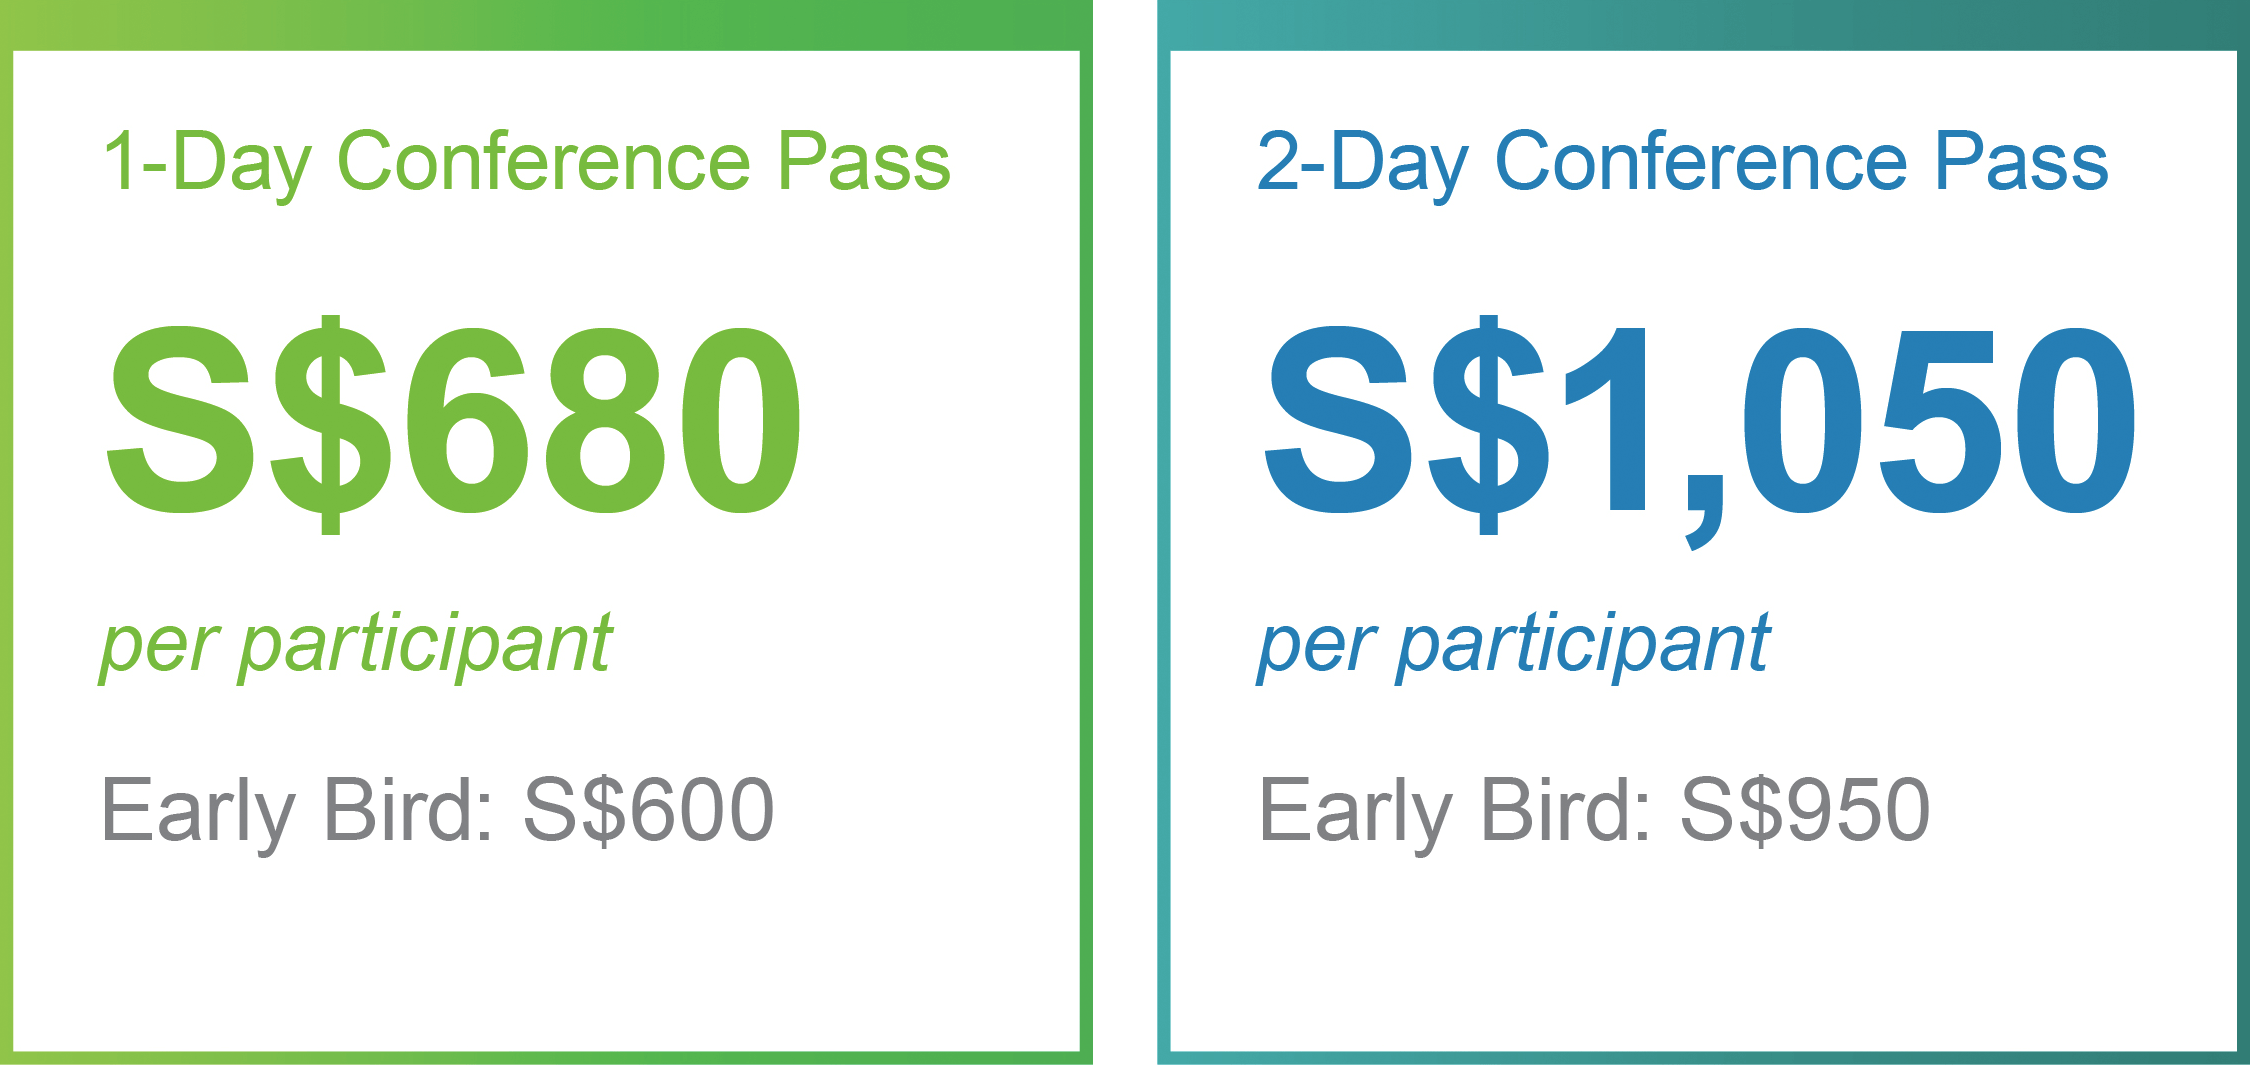 1-Day Conference Pass
S$680
per participant
Early Bird: S$600
2-Day Conference Pass
S$1,050
per participant
Early Bird: S$950